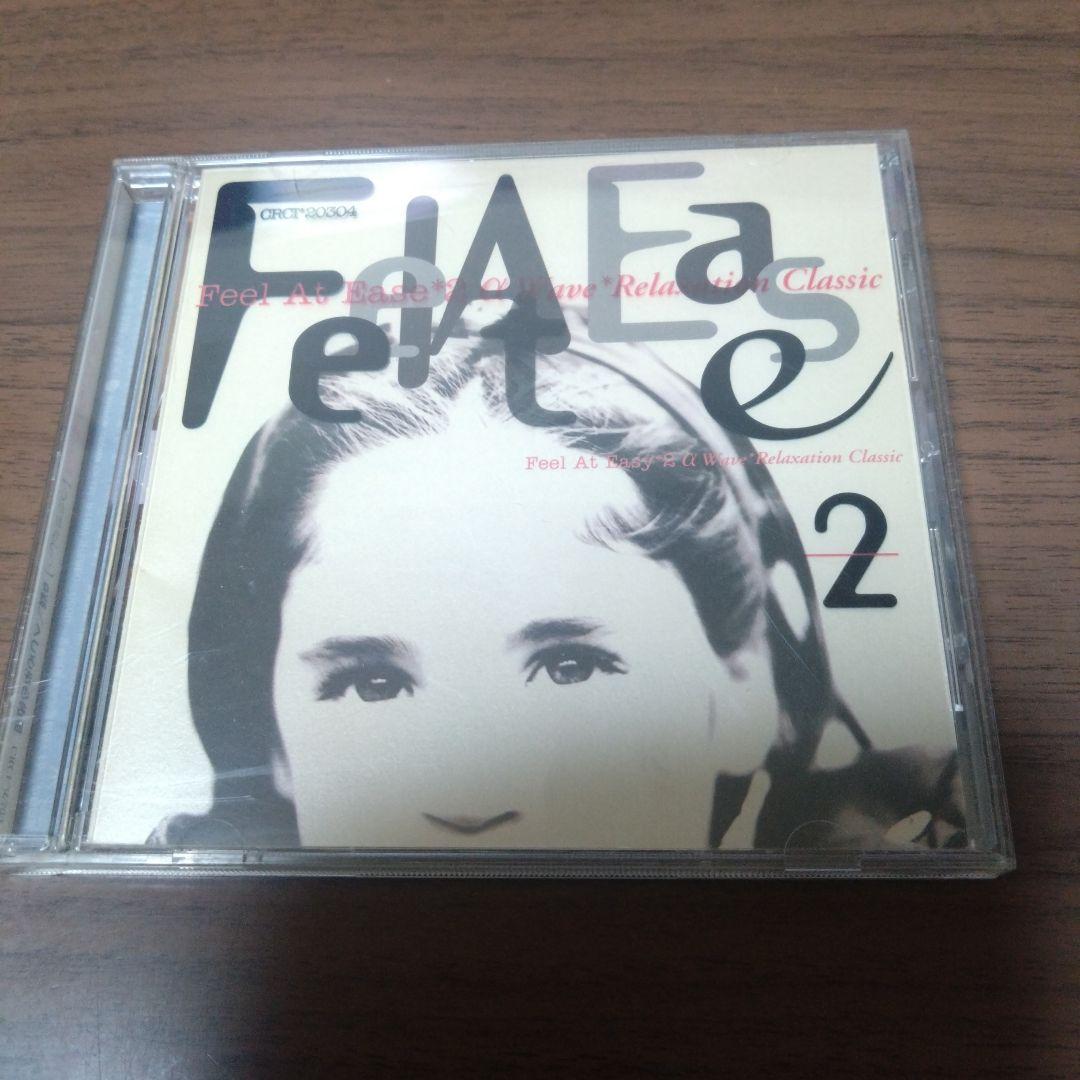 CRCI*20304
Feel At Ease
Feel At Ease*2 α Wave*Relaxation Classic
Feel At Easy*2 α Wave*Relaxation Classic
2